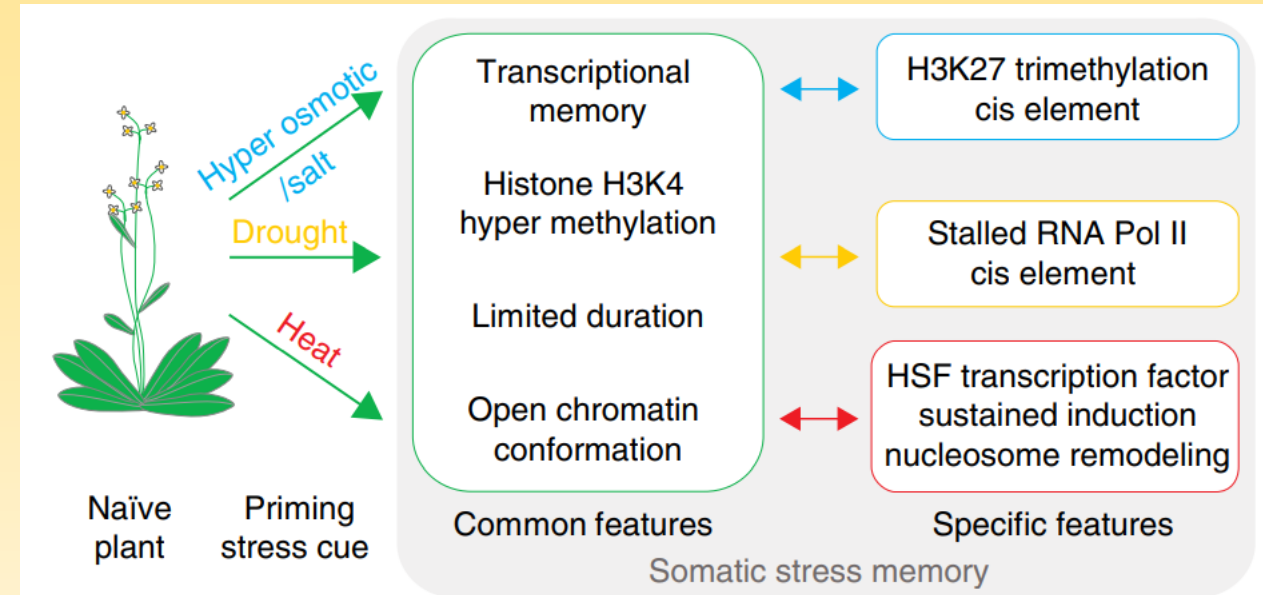 Hyper osmotic
/salt
Drought
Heat
Naïve
plant
Priming
stress cue
Transcriptional
memory
Histone H3K4
hyper methylation
Limited duration
Open chromatin
conformation
Common features
H3K27 trimethylation
cis element
Stalled RNA Pol II
cis element
HSF transcription factor
sustained induction
nucleosome remodeling
Specific features
Somatic stress memory